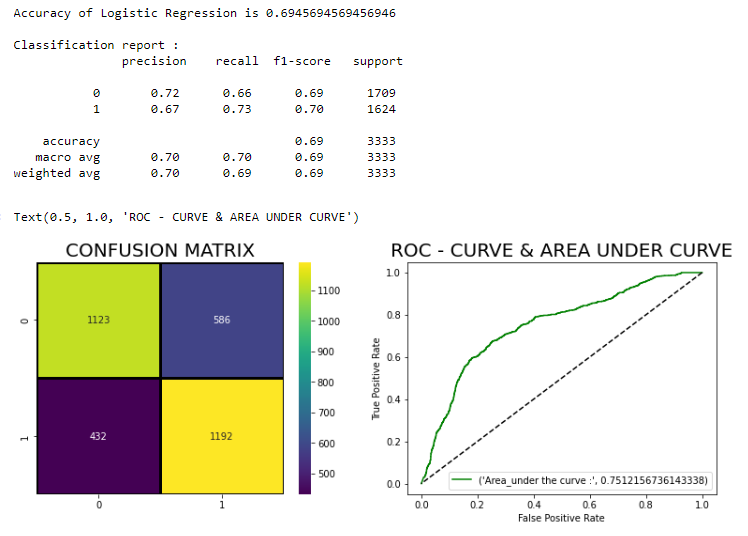 Accuracy of Logistic Regression is 0.6945694569456946
Classification report :
precision recall f1-score support
0 0.72 0.66 0.69 1709
1 0.67 0.73 0.70 1624
accuracy 0.69 3333
macro avg 0.70 0.70 0.69 3333
weighted avg 0.70 0.69 0.69 3333
Text(0.5, 1.0, 'ROC - CURVE & AREA UNDER CURVE')
CONFUSION MATRIX
0
1
1123 586
432 1192
0 1
1100
1000
900
800
700
600
500
ROC - CURVE & AREA UNDER CURVE
True Positive Rate
1.0
0.8
0.6
0.4
0.2
0.0
('Area_under the curve :', 0.7512156736143338)
0.0 0.2 0.4 0.6 0.8 1.0
False Positive Rate